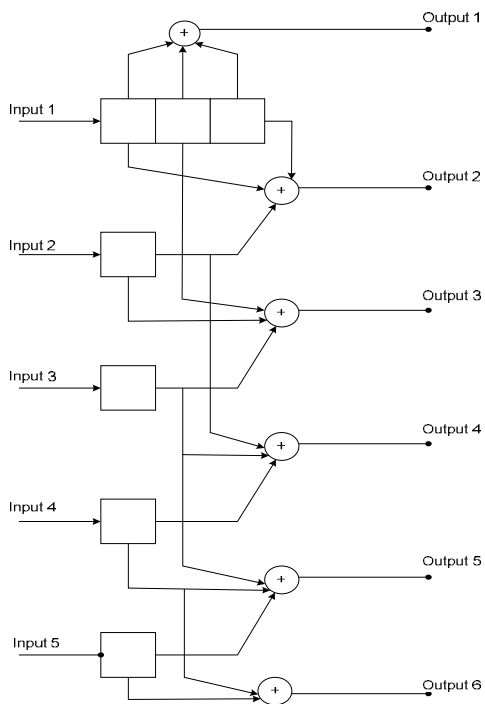 Output 1
+
Input 1
Output 2
+
Input 2
Output 3
+
Input 3
Output 4
+
Input 4
Output 5
+
Input 5
Output 6
+